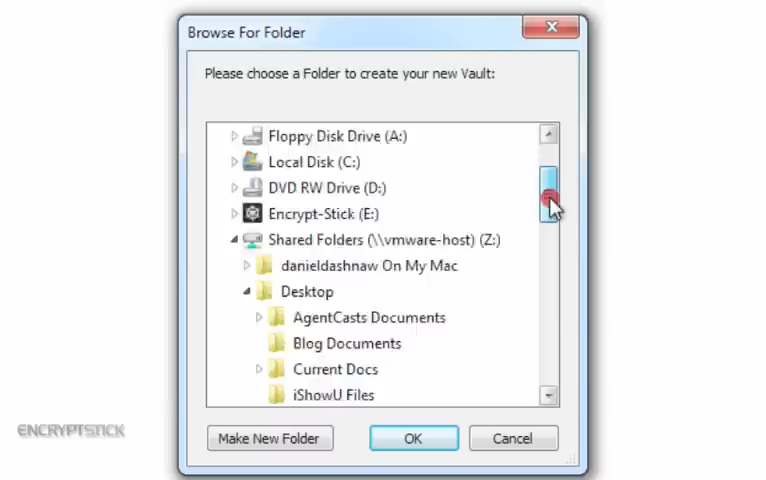 Browse For Folder
Please choose a Folder to create your new Vault:
Floppy Disk Drive (A:)
Local Disk (C:)
DVD RW Drive (D:)
Encrypt-Stick (E:)
Shared Folders (\\vmware-host) (Z:)
danieldashnaw On My Mac
Desktop
AgentCasts Documents
Blog Documents
Current Docs
iShowU Files
Make New Folder
OK
Cancel
ENCRYPTSTICK